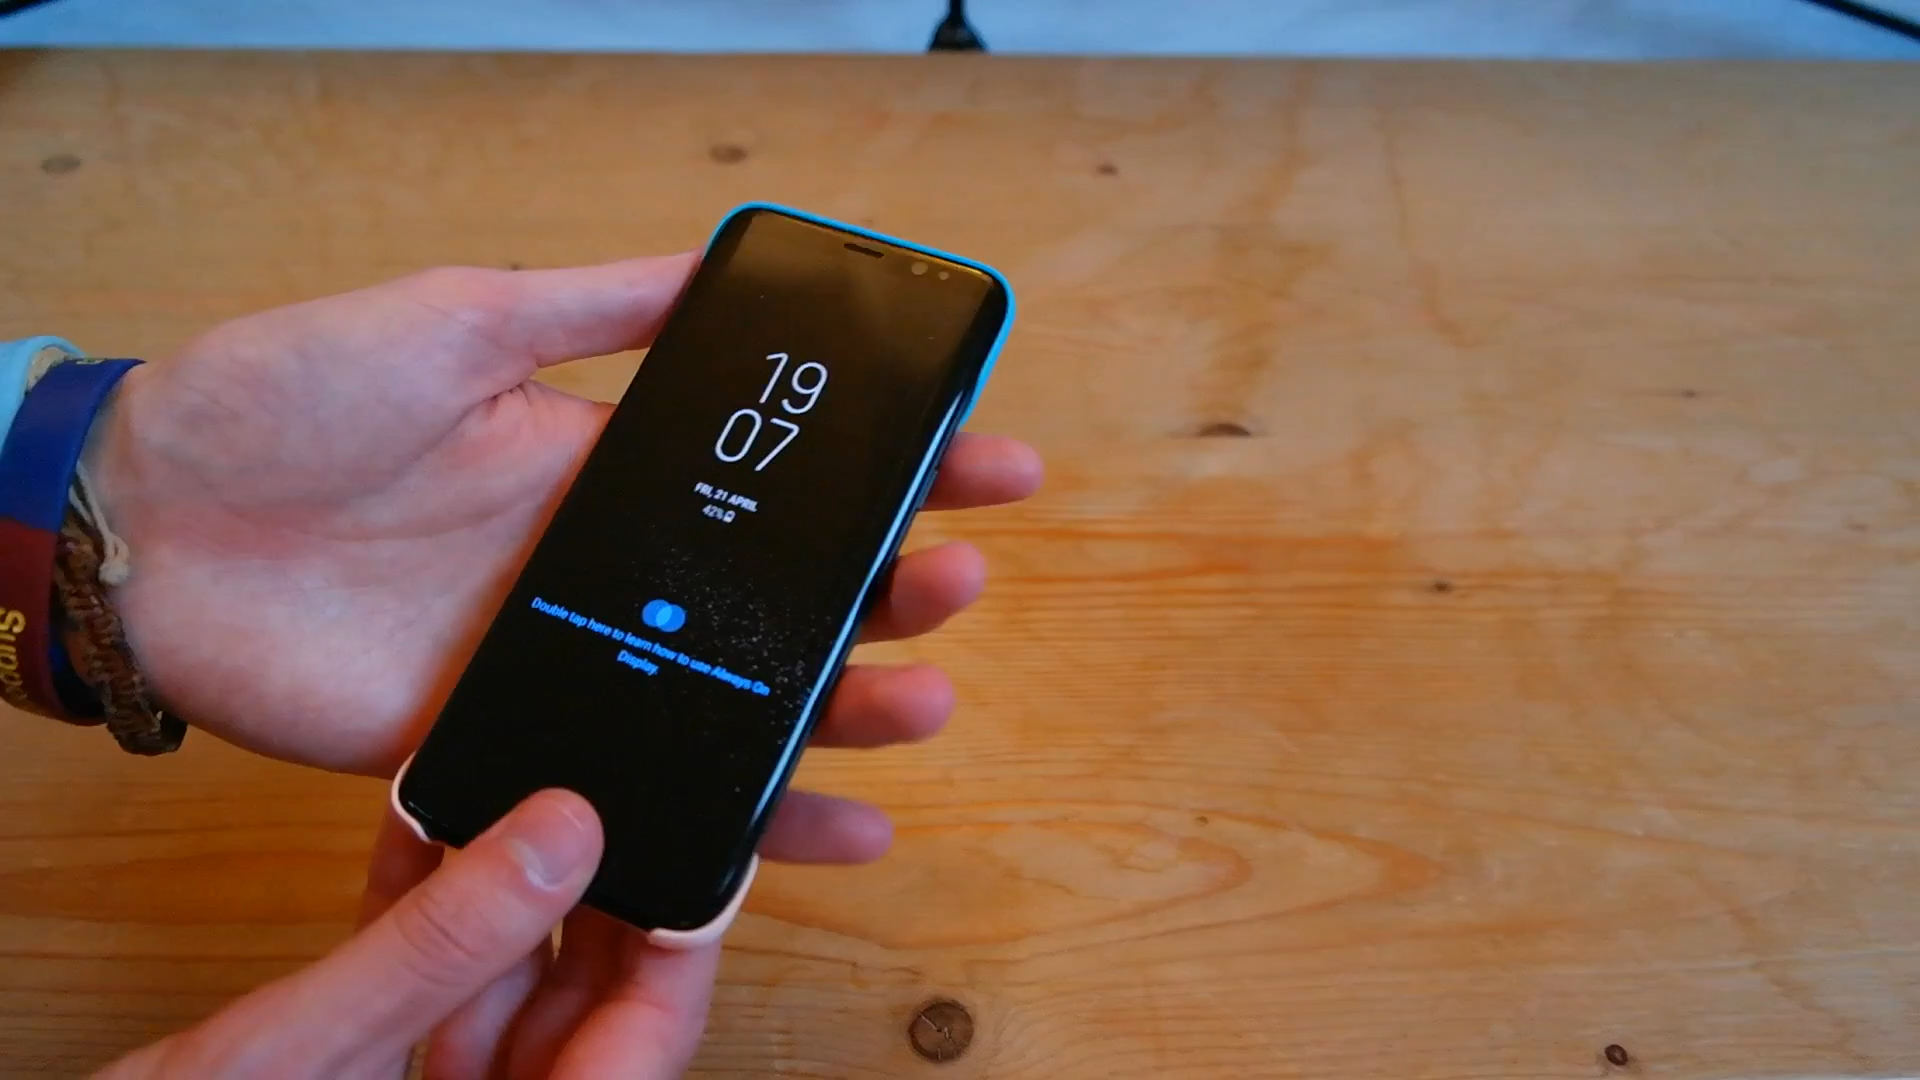 19
07
FRI, 21 APRIL
42%
Double tap here to learn how to use Always On
Display.